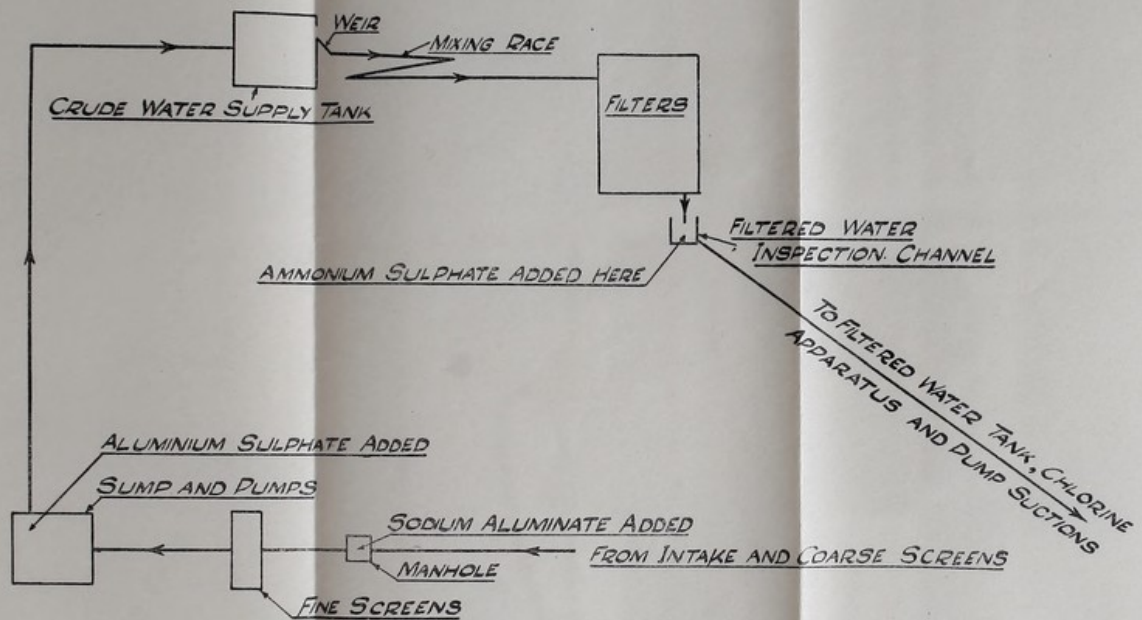 WEIR
MIXING RACE
CRUDE WATER SUPPLY TANK
FILTERS
FILTERED WATER
INSPECTION CHANNEL
AMMONIUM SULPHATE ADDED HERE
TO FILTERED WATER TANK, CHLORINE
APPARATUS AND PUMP SUCTIONS
ALUMINIUM SULPHATE ADDED
SUMP AND PUMPS
SODIUM ALUMINATE ADDED
FROM INTAKE AND COARSE SCREENS
MANHOLE
FINE SCREENS